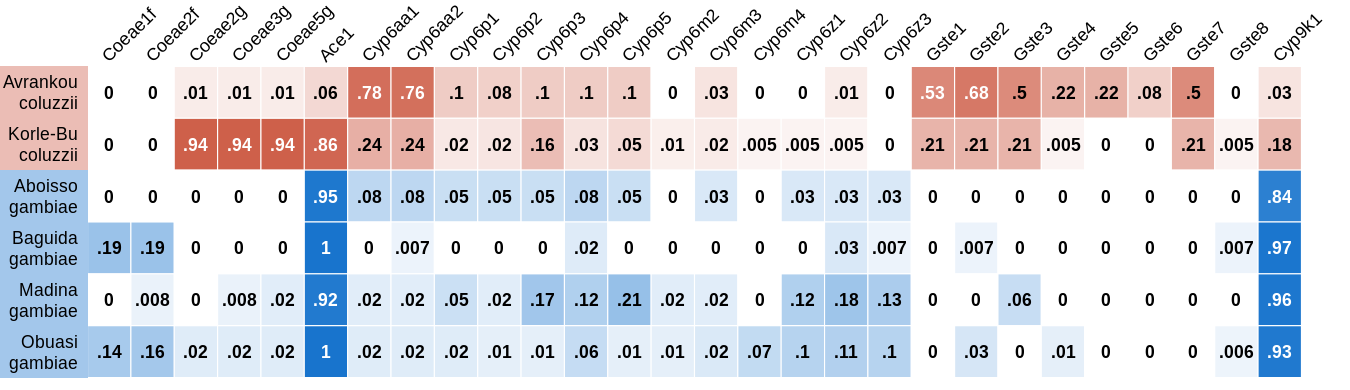 Coeae1f Coeae2f Coeae2g Coeae3g Coeae5g Ace1 Cyp6aa1 Cyp6aa2 Cyp6p1 Cyp6p2 Cyp6p3 Cyp6p4 Cyp6p5 Cyp6m2 Cyp6m3 Cyp6m4 Cyp6z1 Cyp6z2 Cyp6z3 Gste1 Gste2 Gste3 Gste4 Gste5 Gste6 Gste7 Gste8 Cyp9k1
Avrankou
coluzzii
0 0 .01 .01 .01 .06 .78 .76 .1 .08 .1 .1 .1 0 .03 0 0 .01 0 .53 .68 .5 .22 .22 .08 .5 0 .03
Korle-Bu
coluzzii
0 0 .94 .94 .94 .86 .24 .24 .02 .02 .16 .03 .05 .01 .02 .005 .005 .005 0 .21 .21 .21 .005 0 0 .21 .005 .18
Aboisso
gambiae
0 0 0 0 0 .95 .08 .08 .05 .05 .05 .08 .05 0 .03 0 .03 .03 .03 0 0 0 0 0 0 0 0 .84
Baguida
gambiae
.19 .19 0 0 0 1 0 .007 0 0 0 .02 0 0 0 0 0 .03 .007 0 .007 0 0 0 0 0 .007 .97
Madina
gambiae
0 .008 0 .008 .02 .92 .02 .02 .05 .02 .17 .12 .21 .02 .02 0 .12 .18 .13 0 0 .06 0 0 0 0 0 .96
Obuasi
gambiae
.14 .16 .02 .02 .02 1 .02 .02 .02 .01 .01 .06 .01 .01 .02 .07 .1 .11 .1 0 .03 0 .01 0 0 0 .006 .93